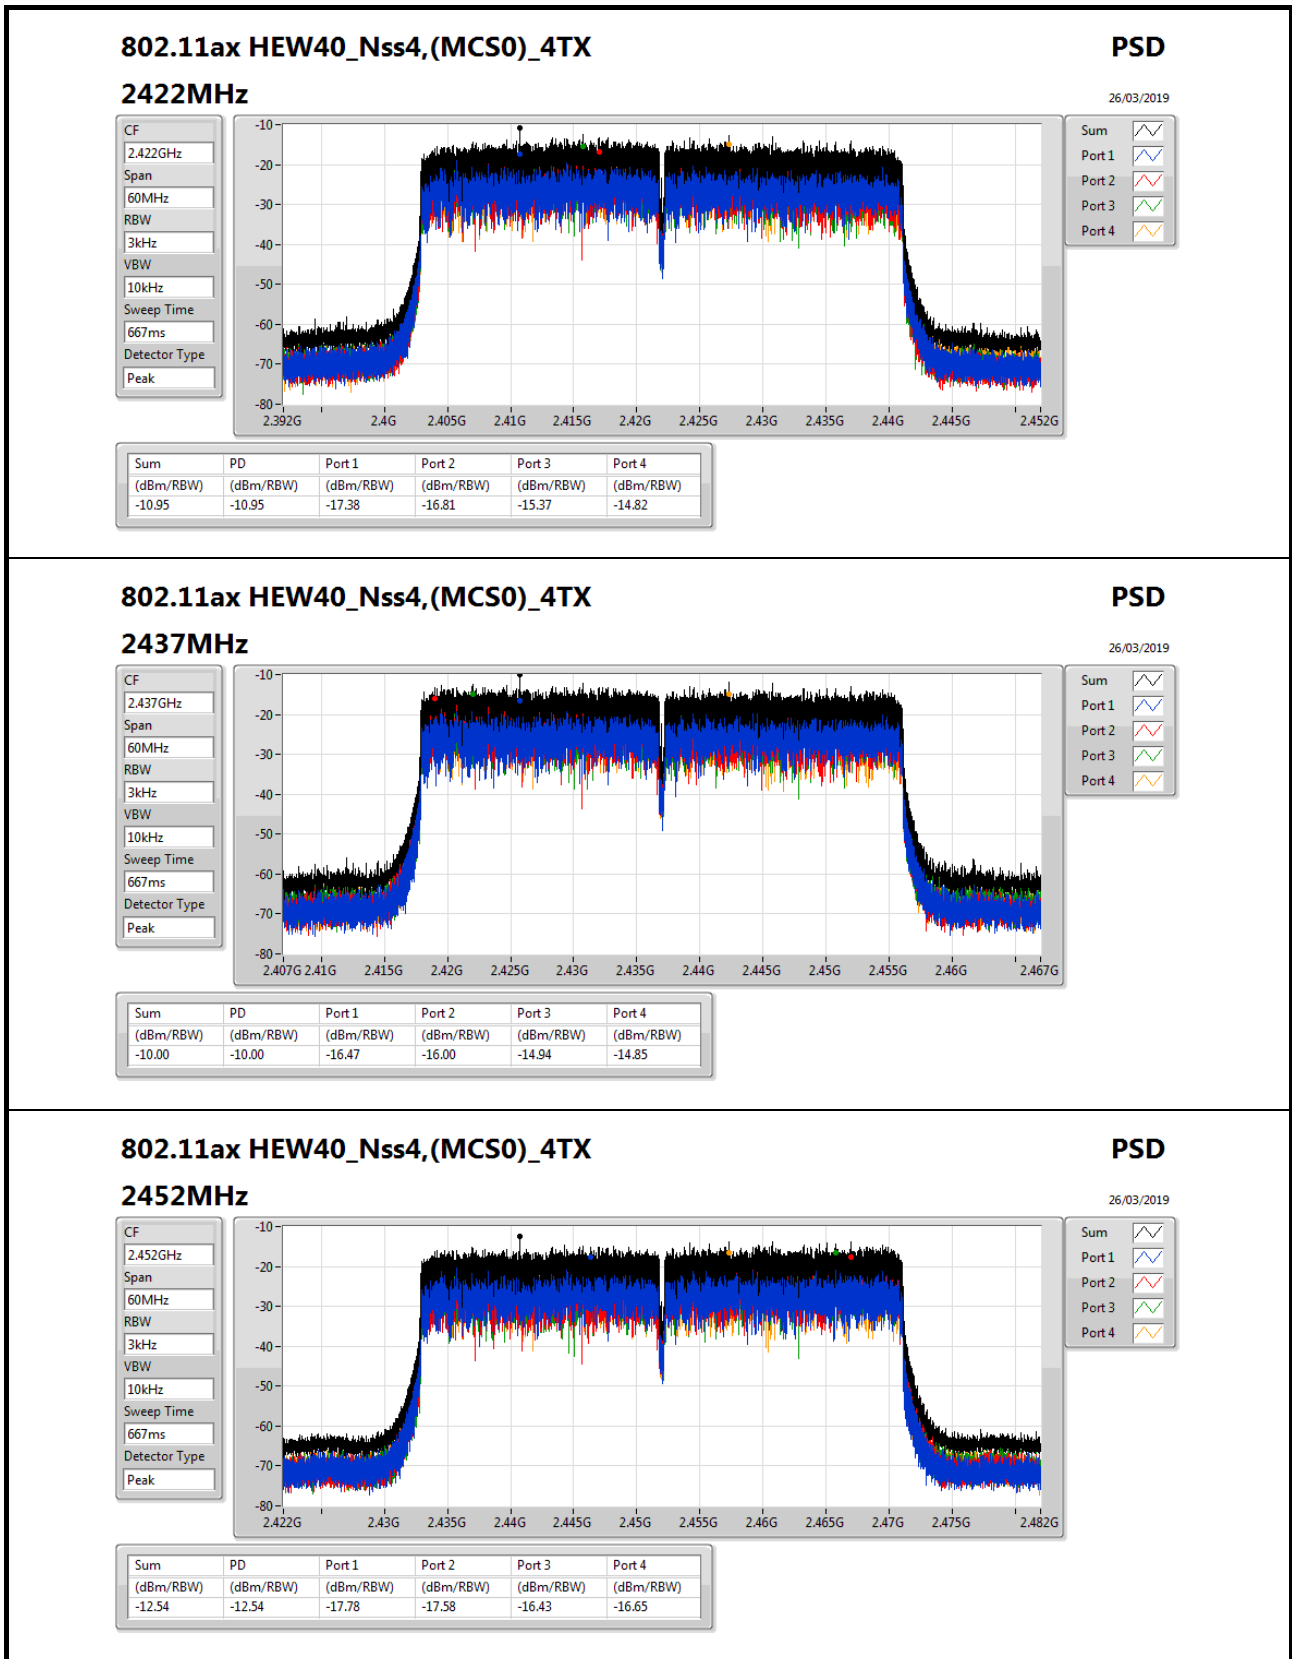 802.11ax HEW40_Nss4,(MCS0)_4TX PSD
2422MHz 26/03/2019
CF
2.422GHz
Span
60MHz
RBW
3kHz
VBW
10kHz
Sweep Time
667ms
Detector Type
Peak
-10
-20
-30
-40
-50
-60
-70
-80
2.392G 2.4G 2.405G 2.41G 2.415G 2.42G 2.425G 2.43G 2.435G 2.44G 2.445G 2.452G
Sum
Port 1
Port 2
Port 3
Port 4
Sum PD Port 1 Port 2 Port 3 Port 4
(dBm/RBW) (dBm/RBW) (dBm/RBW) (dBm/RBW) (dBm/RBW) (dBm/RBW)
-10.95 -10.95 -17.38 -16.81 -15.37 -14.82
802.11ax HEW40_Nss4,(MCS0)_4TX PSD
2437MHz 26/03/2019
CF
2.437GHz
Span
60MHz
RBW
3kHz
VBW
10kHz
Sweep Time
667ms
Detector Type
Peak
-10
-20
-30
-40
-50
-60
-70
-80
2.407G 2.41G 2.415G 2.42G 2.425G 2.43G 2.435G 2.44G 2.445G 2.45G 2.455G 2.46G 2.467G
Sum
Port 1
Port 2
Port 3
Port 4
Sum PD Port 1 Port 2 Port 3 Port 4
(dBm/RBW) (dBm/RBW) (dBm/RBW) (dBm/RBW) (dBm/RBW) (dBm/RBW)
-10.00 -10.00 -16.47 -16.00 -14.94 -14.85
802.11ax HEW40_Nss4,(MCS0)_4TX PSD
2452MHz 26/03/2019
CF
2.452GHz
Span
60MHz
RBW
3kHz
VBW
10kHz
Sweep Time
667ms
Detector Type
Peak
-10
-20
-30
-40
-50
-60
-70
-80
2.422G 2.43G 2.435G 2.44G 2.445G 2.45G 2.455G 2.46G 2.465G 2.47G 2.475G 2.482G
Sum
Port 1
Port 2
Port 3
Port 4
Sum PD Port 1 Port 2 Port 3 Port 4
(dBm/RBW) (dBm/RBW) (dBm/RBW) (dBm/RBW) (dBm/RBW) (dBm/RBW)
-12.54 -12.54 -17.78 -17.58 -16.43 -16.65